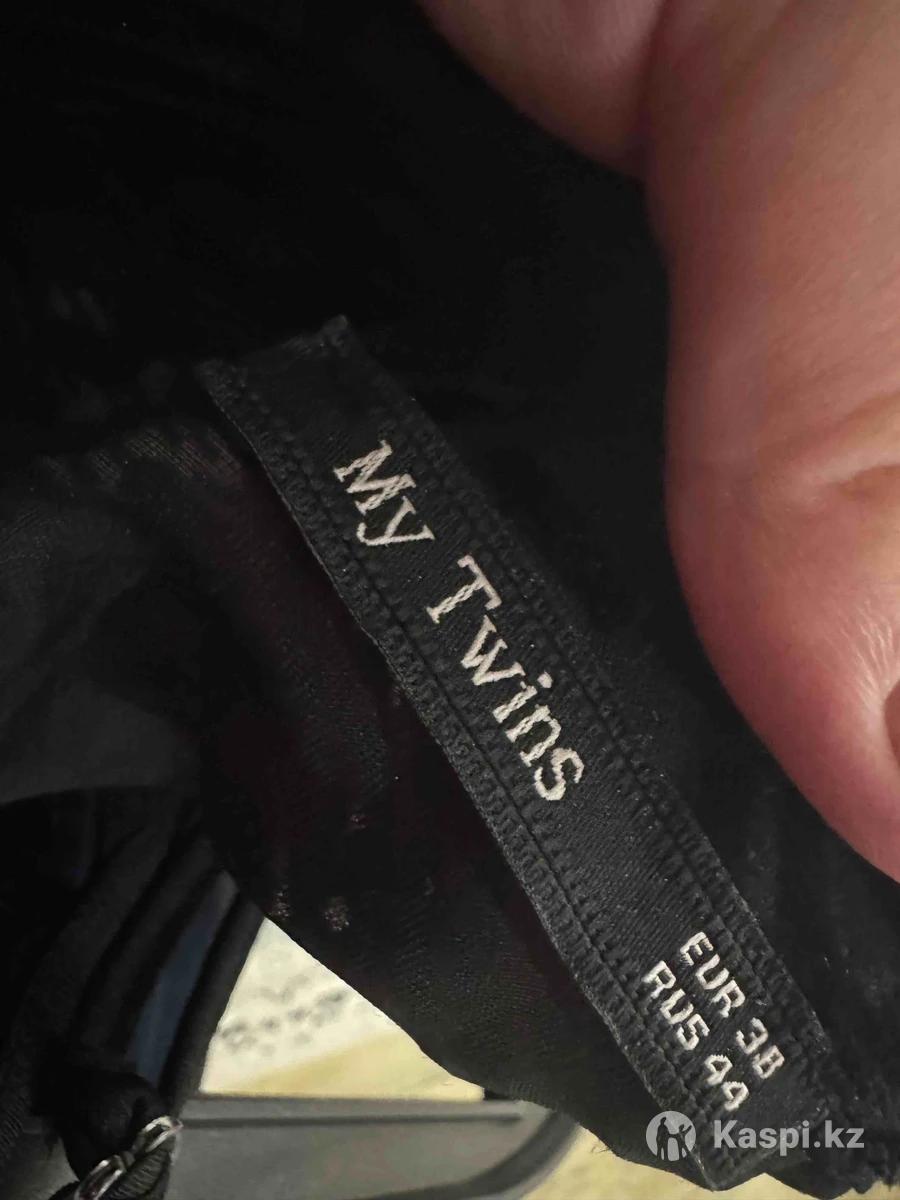 My Twins
EUR 38
RUS 44
Kaspi.kz